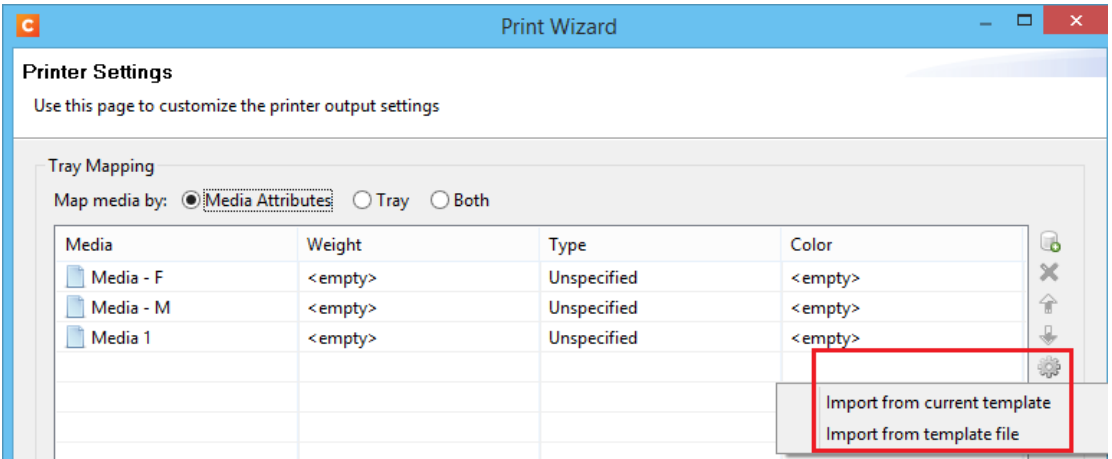 C Print Wizard
Printer Settings
Use this page to customize the printer output settings
Tray Mapping
Map media by: Media Attributes Tray Both
Media Weight Type Color
Media - F <empty> Unspecified <empty>
Media - M <empty> Unspecified <empty>
Media 1 <empty> Unspecified <empty>
Import from current template
Import from template file